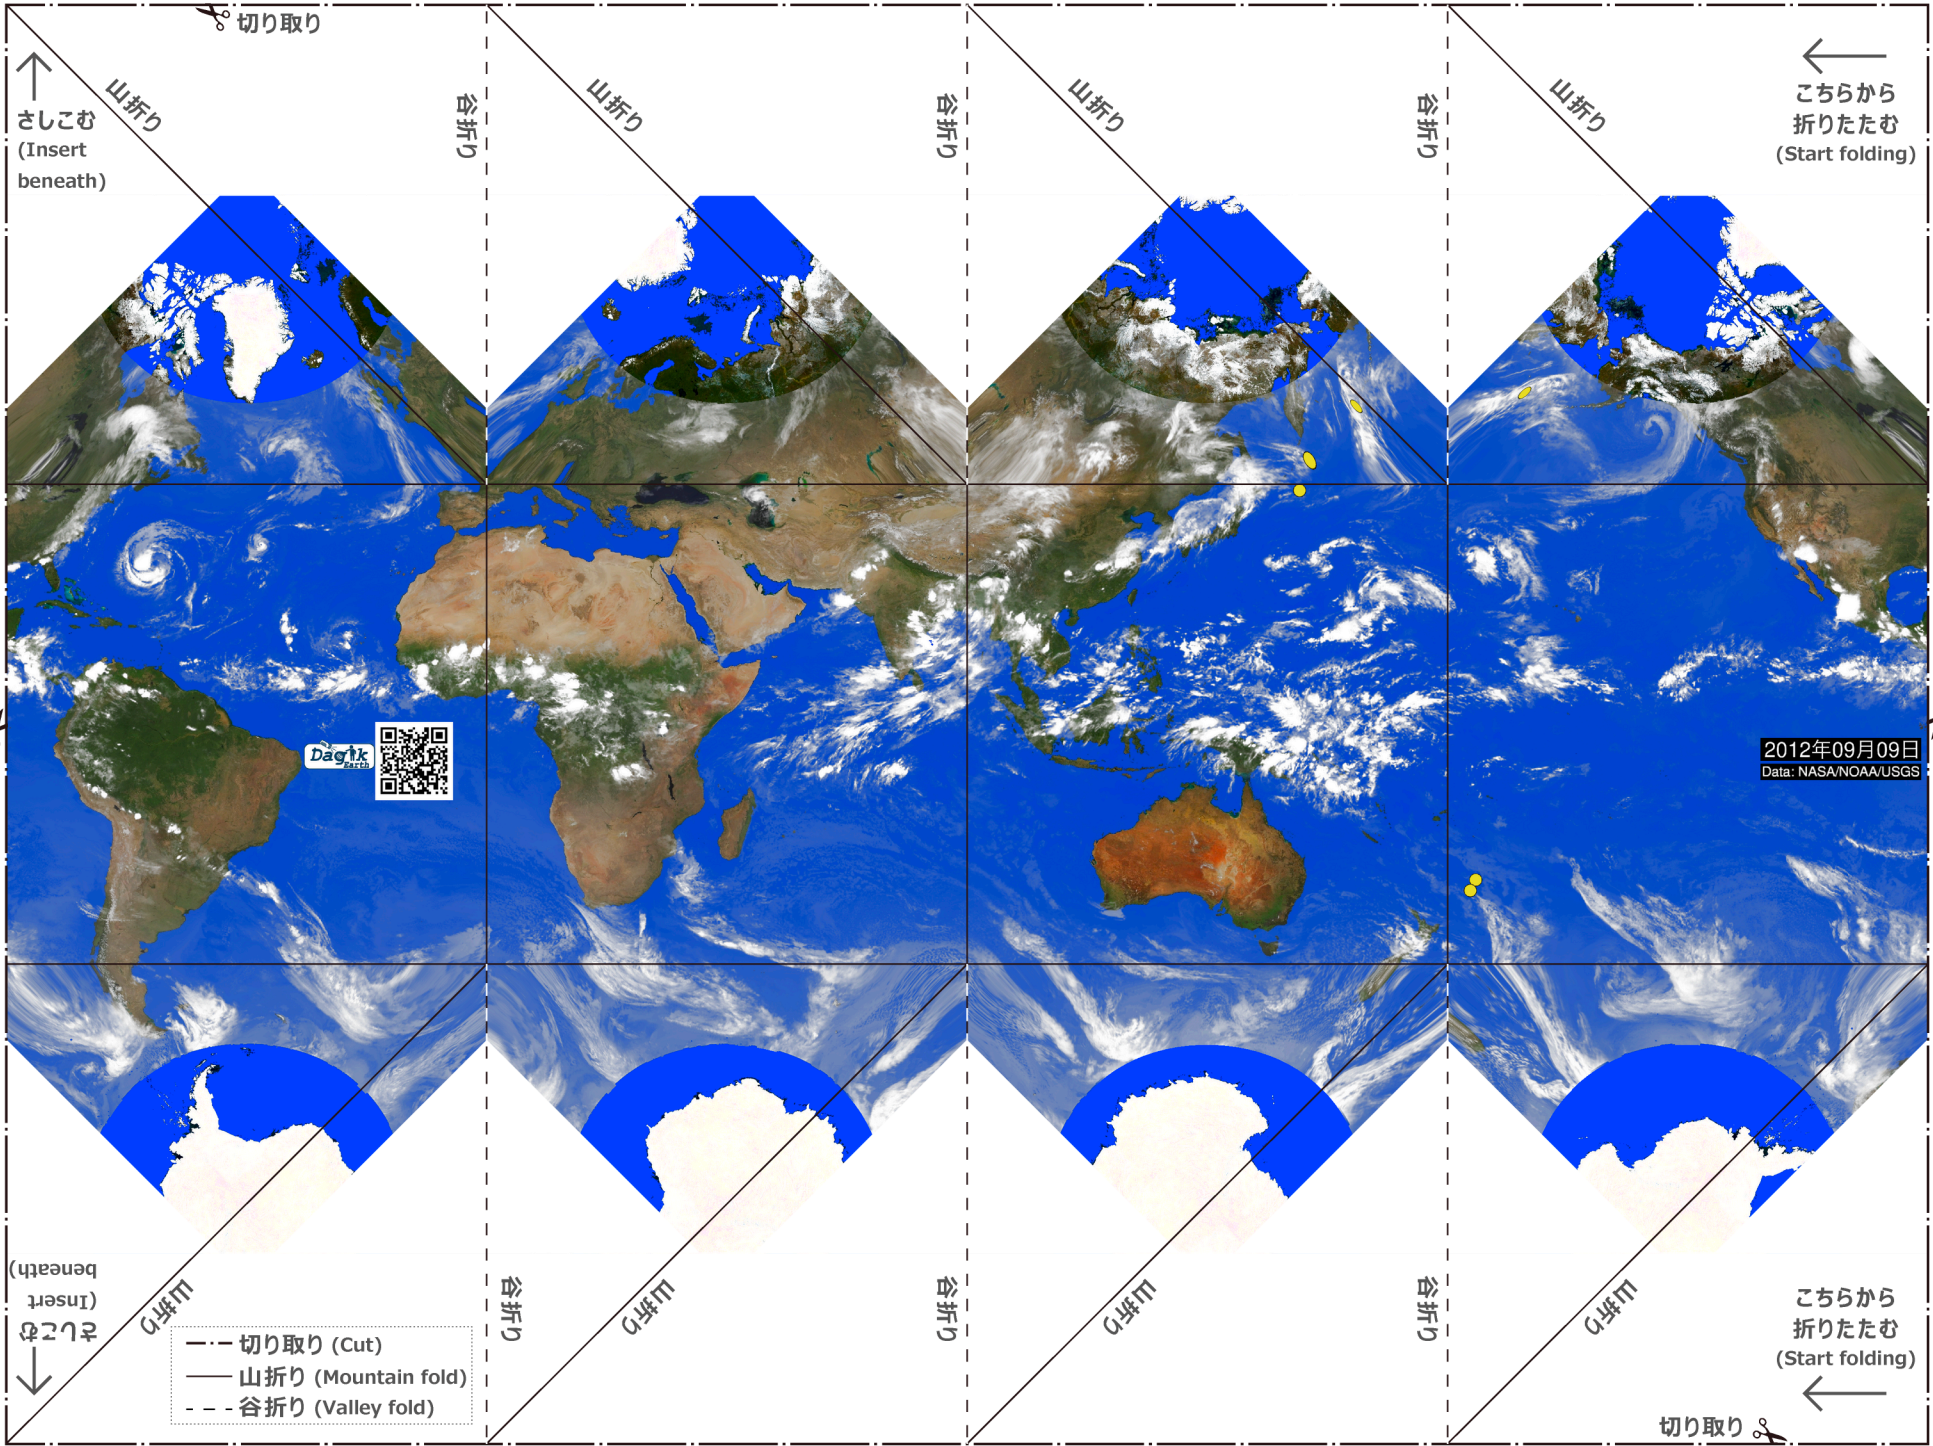 切り取り
山折り
谷折り
山折り
谷折り
山折り
谷折り
山折り
さしこむ
(Insert
beneath)
こちらから
折りたたむ
(Start folding)
Dagik
Earth
2012年09月09日
Data: NASA/NOAA/USGS
さしこむ
(Insert
beneath)
山折り
谷折り
山折り
谷折り
山折り
谷折り
山折り
こちらから
折りたたむ
(Start folding)
切り取り (Cut)
山折り (Mountain fold)
谷折り (Valley fold)
切り取り